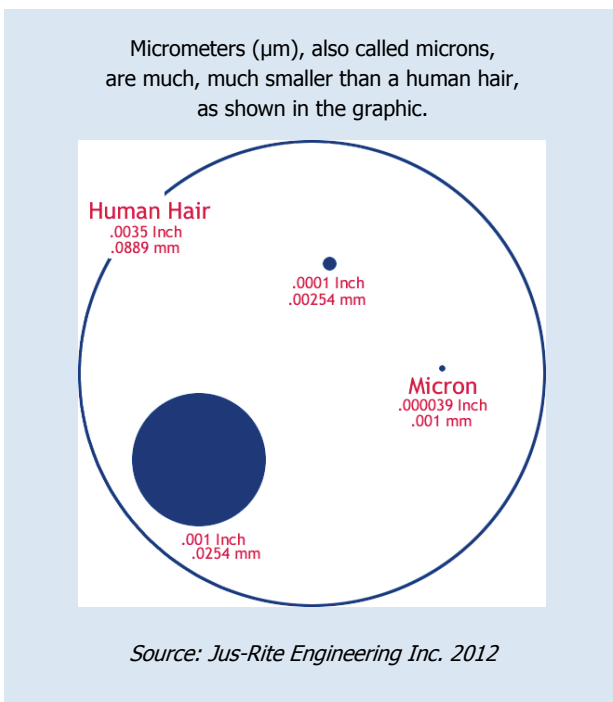 Micrometers (µm), also called microns,
are much, much smaller than a human hair,
as shown in the graphic.
Human Hair
.0035 Inch
.0889 mm
.0001 Inch
.00254 mm
Micron
.000039 Inch
.001 mm
.001 Inch
.0254 mm
Source: Jus-Rite Engineering Inc. 2012